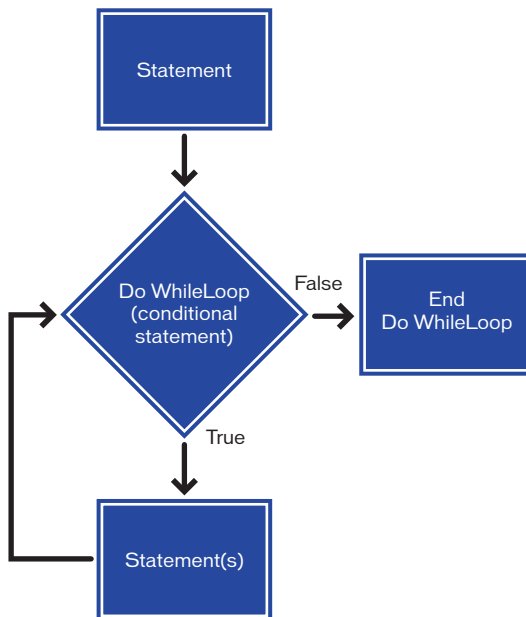 Statement
Do WhileLoop
(conditional
statement)
False
End
Do WhileLoop
True
Statement(s)